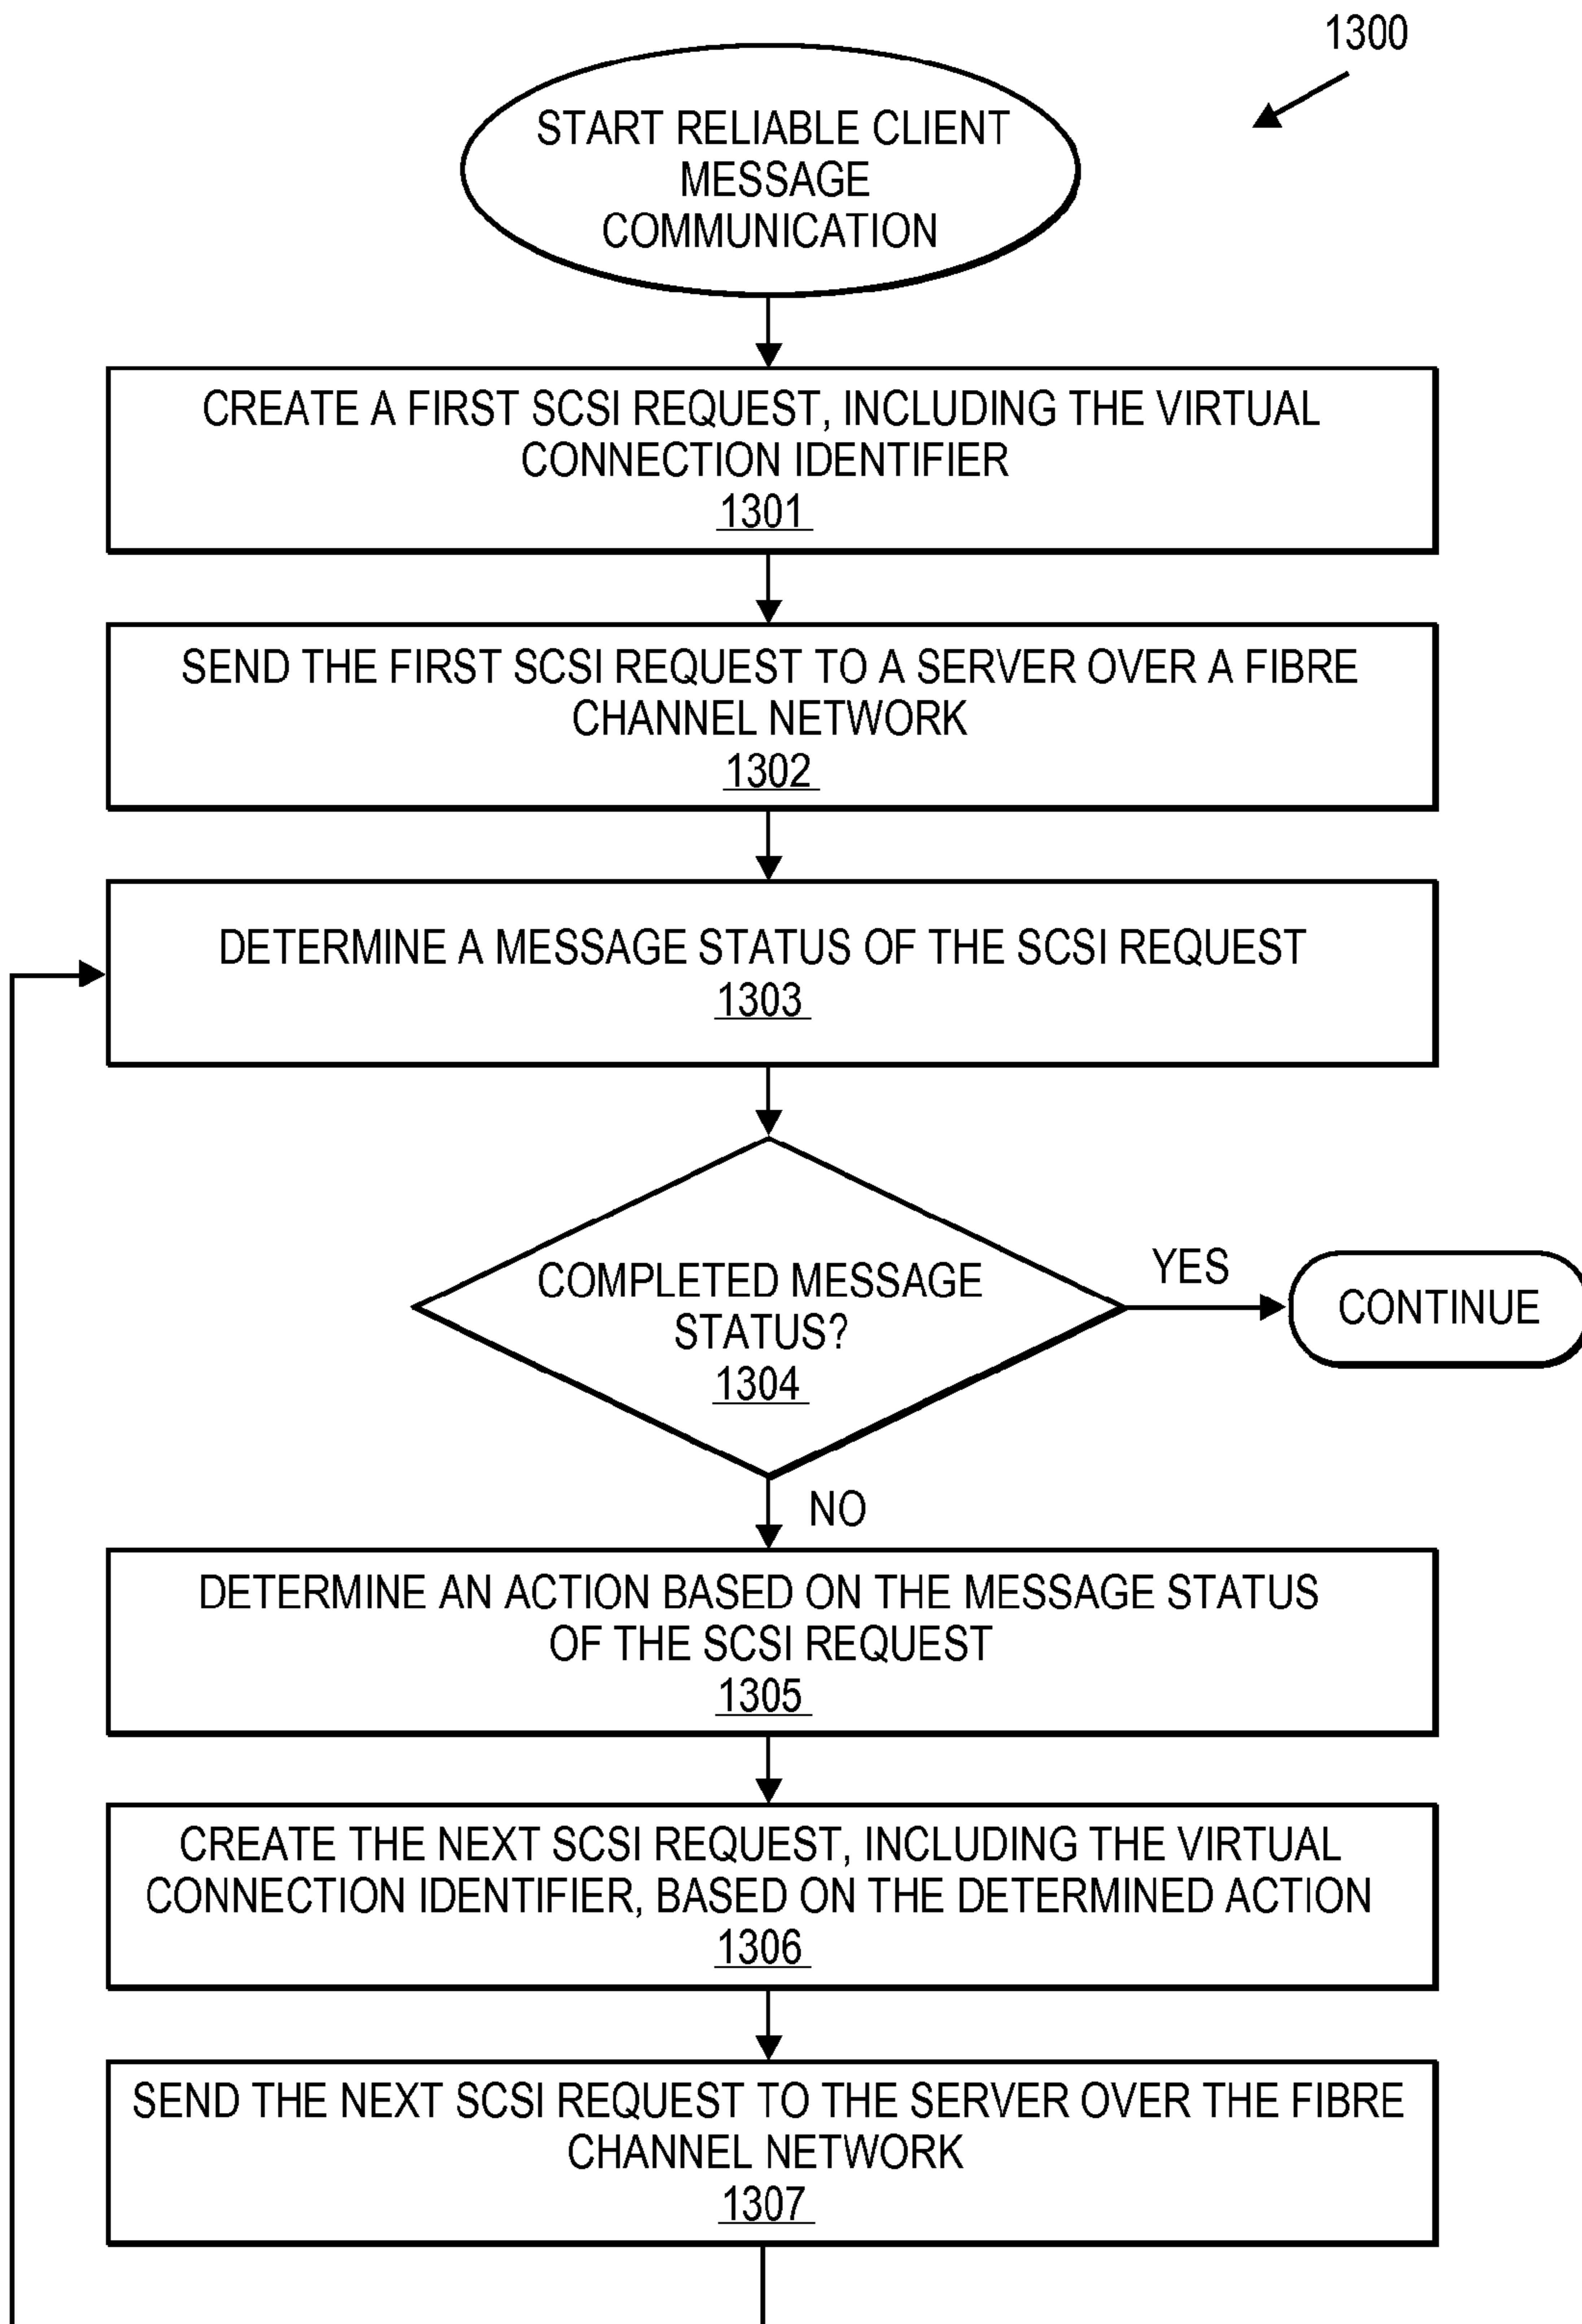 1300
START RELIABLE CLIENT
MESSAGE
COMMUNICATION
CREATE A FIRST SCSI REQUEST, INCLUDING THE VIRTUAL
CONNECTION IDENTIFIER
1301
SEND THE FIRST SCSI REQUEST TO A SERVER OVER A FIBRE
CHANNEL NETWORK
1302
DETERMINE A MESSAGE STATUS OF THE SCSI REQUEST
1303
COMPLETED MESSAGE
STATUS?
1304
YES
CONTINUE
NO
DETERMINE AN ACTION BASED ON THE MESSAGE STATUS
OF THE SCSI REQUEST
1305
CREATE THE NEXT SCSI REQUEST, INCLUDING THE VIRTUAL
CONNECTION IDENTIFIER, BASED ON THE DETERMINED ACTION
1306
SEND THE NEXT SCSI REQUEST TO THE SERVER OVER THE FIBRE
CHANNEL NETWORK
1307